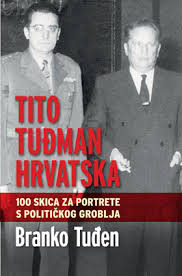 TITO
TUĐMAN
HRVATSKA
100 SKICA ZA PORTRETE
S POLITIČKOG GROBLJA
Branko Tuđen